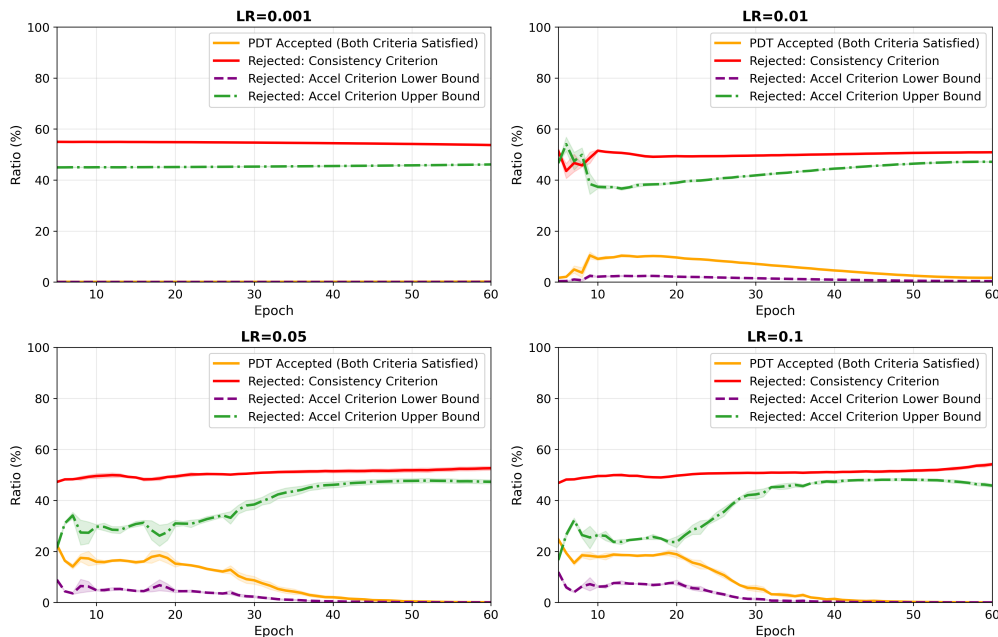 LR=0.001
100
80
60
40
20
0
Ratio (%)
PDT Accepted (Both Criteria Satisfied)
Rejected: Consistency Criterion
Rejected: Accel Criterion Lower Bound
Rejected: Accel Criterion Upper Bound
10 20 30 40 50 60
Epoch
LR=0.01
100
80
60
40
20
0
Ratio (%)
PDT Accepted (Both Criteria Satisfied)
Rejected: Consistency Criterion
Rejected: Accel Criterion Lower Bound
Rejected: Accel Criterion Upper Bound
10 20 30 40 50 60
Epoch
LR=0.05
100
80
60
40
20
0
Ratio (%)
PDT Accepted (Both Criteria Satisfied)
Rejected: Consistency Criterion
Rejected: Accel Criterion Lower Bound
Rejected: Accel Criterion Upper Bound
10 20 30 40 50 60
Epoch
LR=0.1
100
80
60
40
20
0
Ratio (%)
PDT Accepted (Both Criteria Satisfied)
Rejected: Consistency Criterion
Rejected: Accel Criterion Lower Bound
Rejected: Accel Criterion Upper Bound
10 20 30 40 50 60
Epoch